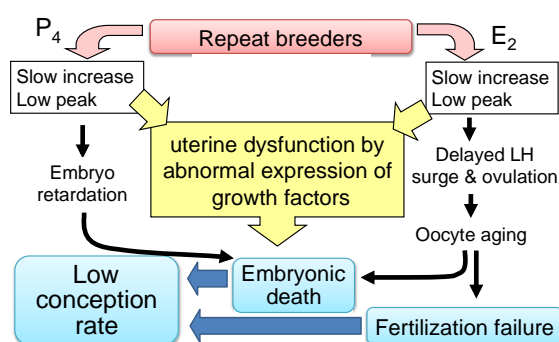 P4
Repeat breeders
E2
Slow increase
Low peak
Slow increase
Low peak
uterine dysfunction by
abnormal expression of
growth factors
Embryo
retardation
Delayed LH
surge & ovulation
Oocyte aging
Low
conception
rate
Embryonic
death
Fertilization failure